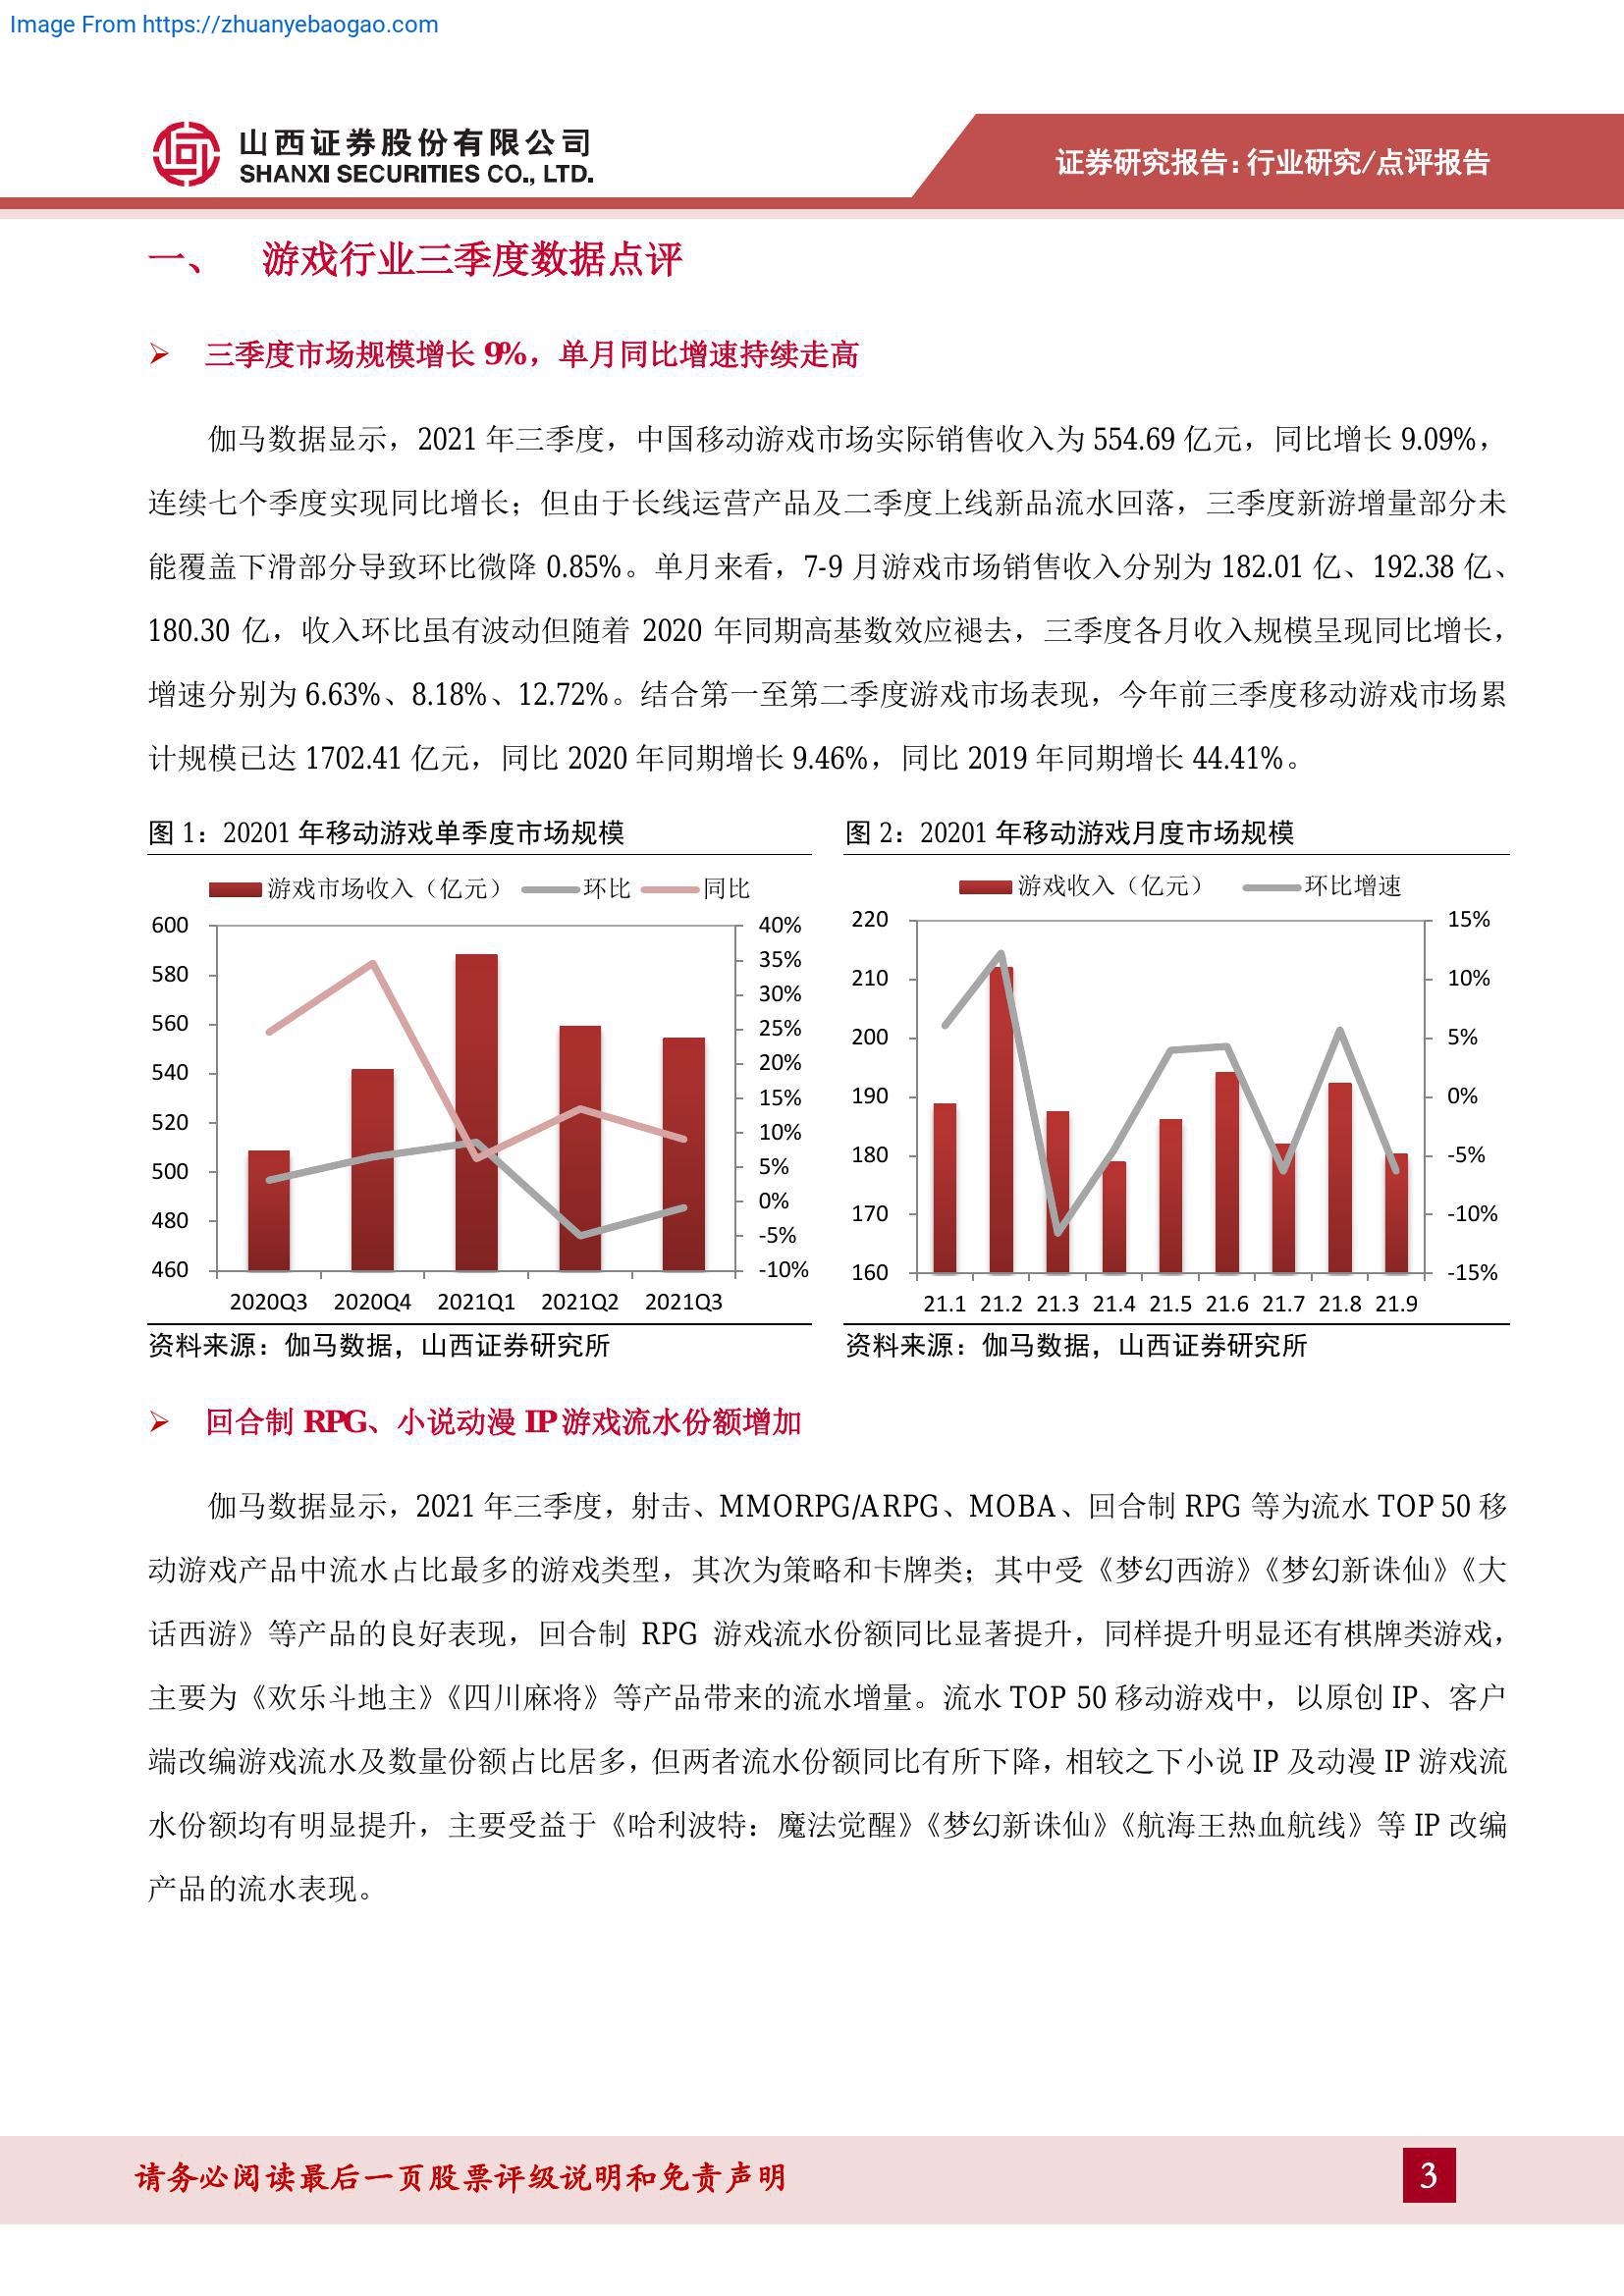 Image From https://zhuanyebaogao.com
山西证券股份有限公司
SHANXI SECURITIES CO., LTD.
证券研究报告:行业研究/点评报告
一、 游戏行业三季度数据点评
➢ 三季度市场规模增长 9%，单月同比增速持续走高
伽马数据显示，2021 年三季度，中国移动游戏市场实际销售收入为 554.69 亿元，同比增长 9.09%，
连续七个季度实现同比增长；但由于长线运营产品及二季度上线新品流水回落，三季度新游增量部分未
能覆盖下滑部分导致环比微降 0.85%。单月来看，7-9 月游戏市场销售收入分别为 182.01 亿、192.38 亿、
180.30 亿，收入环比虽有波动但随着 2020 年同期高基数效应褪去，三季度各月收入规模呈现同比增长，
增速分别为 6.63%、8.18%、12.72%。结合第一至第二季度游戏市场表现，今年前三季度移动游戏市场累
计规模已达 1702.41 亿元，同比 2020 年同期增长 9.46%，同比 2019 年同期增长 44.41%。
图 1：20201 年移动游戏单季度市场规模
游戏市场收入（亿元） 环比 同比
600
580
560
540
520
500
480
460
40%
35%
30%
25%
20%
15%
10%
5%
0%
-5%
-10%
2020Q3 2020Q4 2021Q1 2021Q2 2021Q3
资料来源：伽马数据，山西证券研究所
图 2：20201 年移动游戏月度市场规模
游戏收入（亿元） 环比增速
220
210
200
190
180
170
160
15%
10%
5%
0%
-5%
-10%
-15%
21.1 21.2 21.3 21.4 21.5 21.6 21.7 21.8 21.9
资料来源：伽马数据，山西证券研究所
➢ 回合制 RPG、小说动漫 IP 游戏流水份额增加
伽马数据显示，2021 年三季度，射击、MMORPG/ARPG、MOBA、回合制 RPG 等为流水 TOP 50 移
动游戏产品中流水占比最多的游戏类型，其次为策略和卡牌类；其中受《梦幻西游》《梦幻新诛仙》《大
话西游》等产品的良好表现，回合制 RPG 游戏流水份额同比显著提升，同样提升明显还有棋牌类游戏，
主要为《欢乐斗地主》《四川麻将》等产品带来的流水增量。流水 TOP 50 移动游戏中，以原创 IP、客户
端改编游戏流水及数量份额占比居多，但两者流水份额同比有所下降，相较之下小说 IP 及动漫 IP 游戏流
水份额均有明显提升，主要受益于《哈利波特：魔法觉醒》《梦幻新诛仙》《航海王热血航线》等 IP 改编
产品的流水表现。
请务必阅读最后一页股票评级说明和免责声明
3